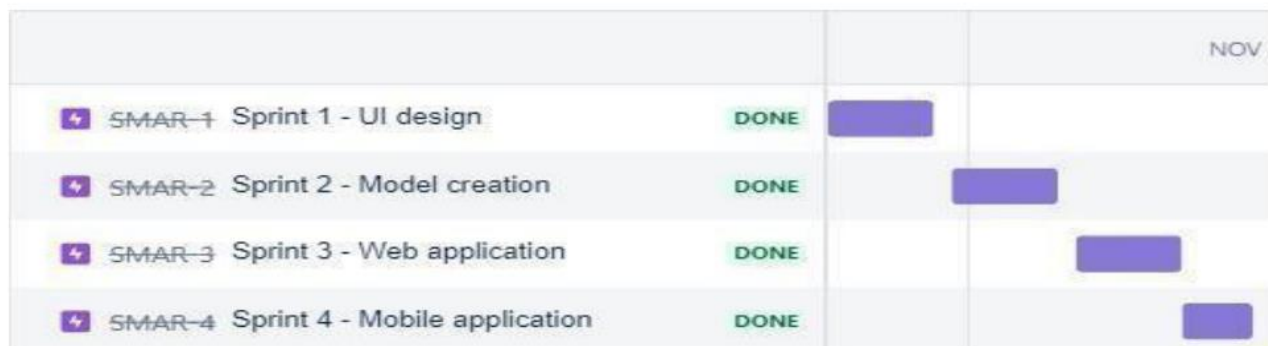 NOV
SMAR-1 Sprint 1 - UI design DONE
SMAR-2 Sprint 2 - Model creation DONE
SMAR-3 Sprint 3 - Web application DONE
SMAR-4 Sprint 4 - Mobile application DONE